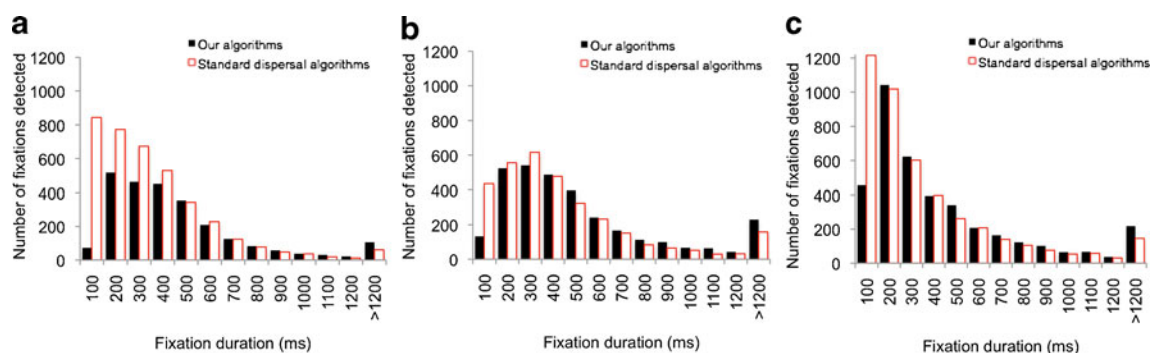 a
Our algorithms
Standard dispersal algorithms
Number of fixations detected
1200
1000
800
600
400
200
0
100 200 300 400 500 600 700 800 900 1000 1100 1200 >1200
Fixation duration (ms)
b
Our algorithms
Standard dispersal algorithms
Number of fixations detected
1200
1000
800
600
400
200
0
100 200 300 400 500 600 700 800 900 1000 1100 1200 >1200
Fixation duration (ms)
c
Our algorithms
Standard dispersal algorithms
Number of fixations detected
1200
1000
800
600
400
200
0
100 200 300 400 500 600 700 800 900 1000 1100 1200 >1200
Fixation duration (ms)